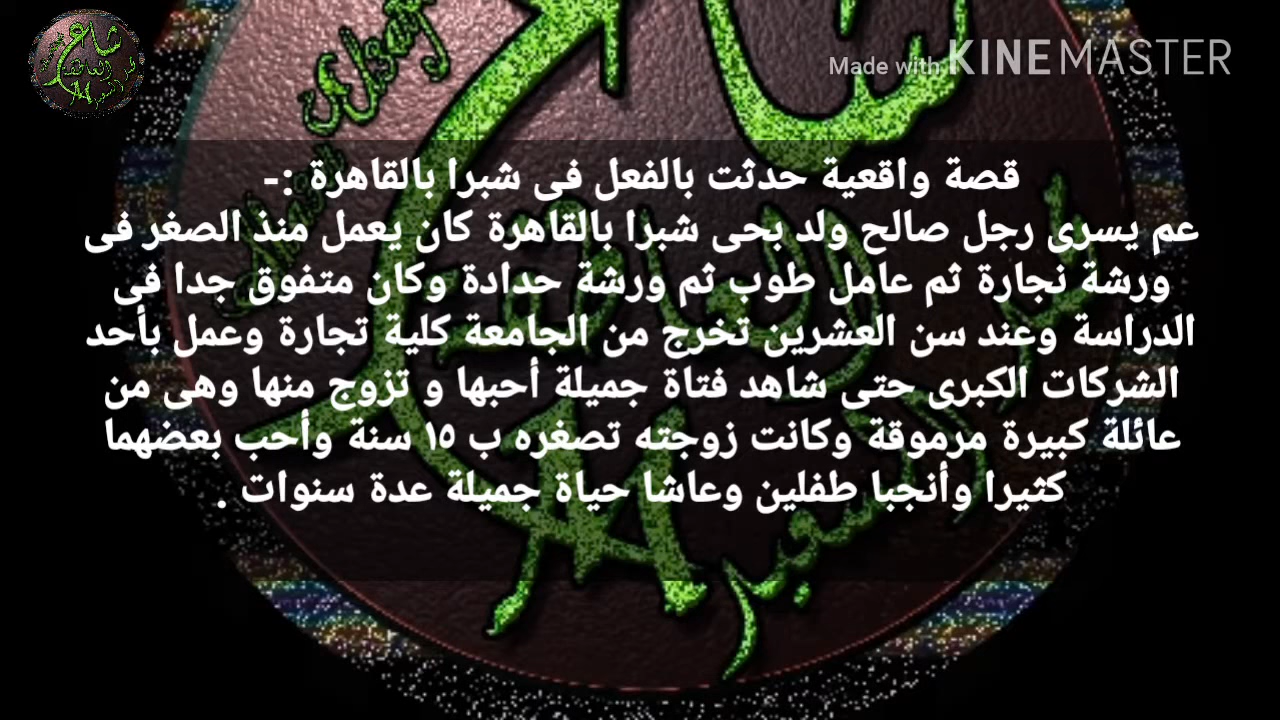 Made with KINEMASTER
قصة واقعية حدثت بالفعل فى شبرا بالقاهرة :-
عم يسرى رجل صالح ولد بحى شبرا بالقاهرة كان يعمل منذ الصغر فى
ورشة نجارة ثم عامل طوب ثم ورشة حدادة وكان متفوق جدا فى
الدراسة وعند سن العشرين تخرج من الجامعة كلية تجارة وعمل بأحد
الشركات الكبرى حتى شاهد فتاة جميلة أحبها و تزوج منها وهى من
عائلة كبيرة مرموقة وكانت زوجته تصغره ب ١٥ سنة وأحب بعضهما
كثيرا وأنجبا طفلين وعاشا حياة جميلة عدة سنوات .